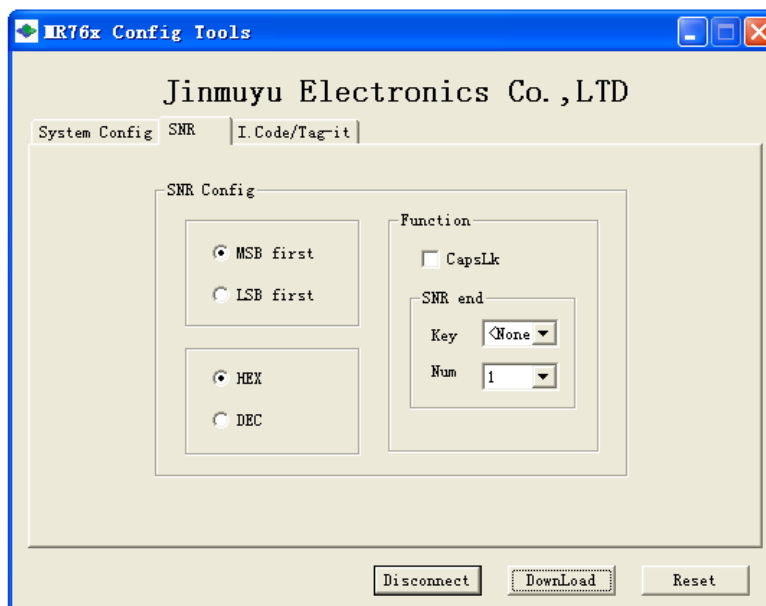 MR76x Config Tools
Jinmuyu Electronics Co.,LTD
System Config SNR I.Code/Tag-it
SNR Config
MSB first
LSB first
HEX
DEC
Function
CapsLk
SNR end
Key <None
Num 1
Disconnect DownLoad Reset